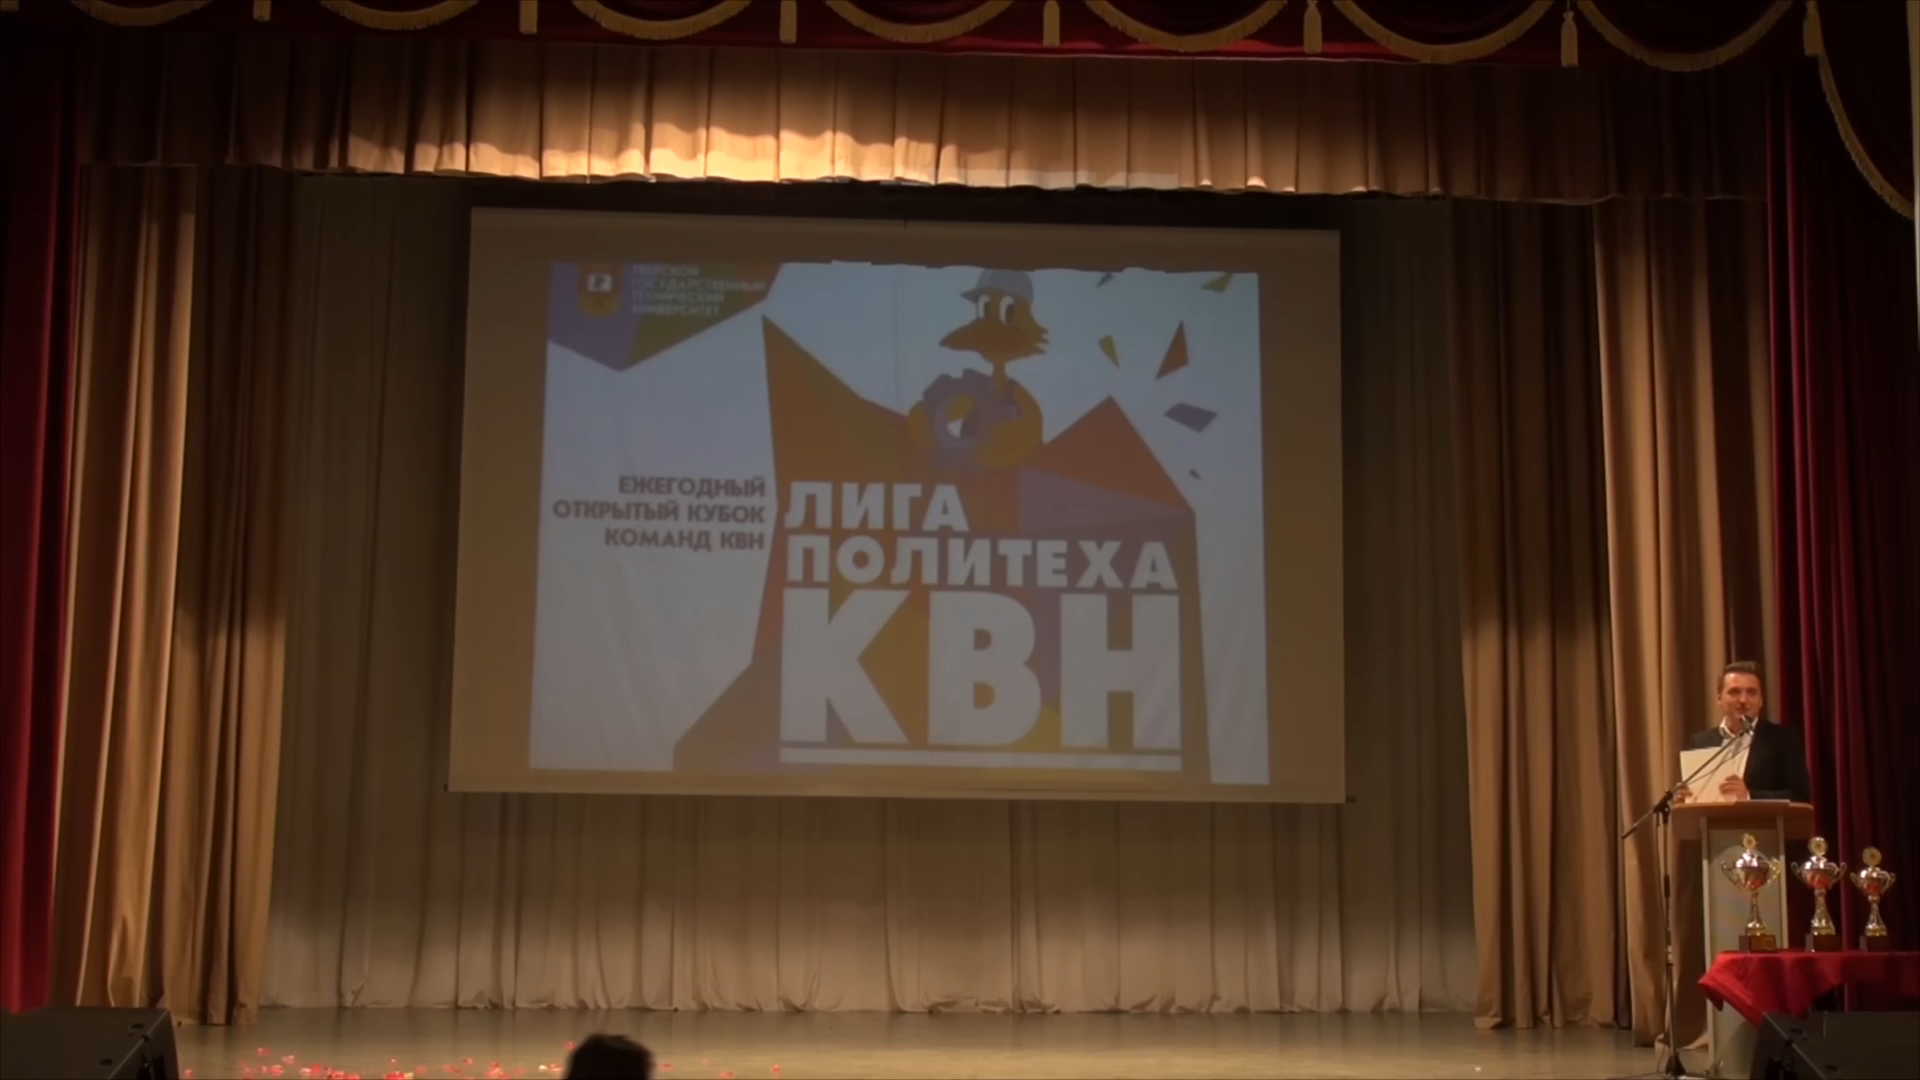 ТВЕРСКОЙ
ГОСУДАРСТВЕННЫЙ
ТЕХНИЧЕСКИЙ
УНИВЕРСИТЕТ
ЕЖЕГОДНЫЙ
ОТКРЫТЫЙ КУБОК
КОМАНД КВН
ЛИГА
ПОЛИТЕХА
КВН